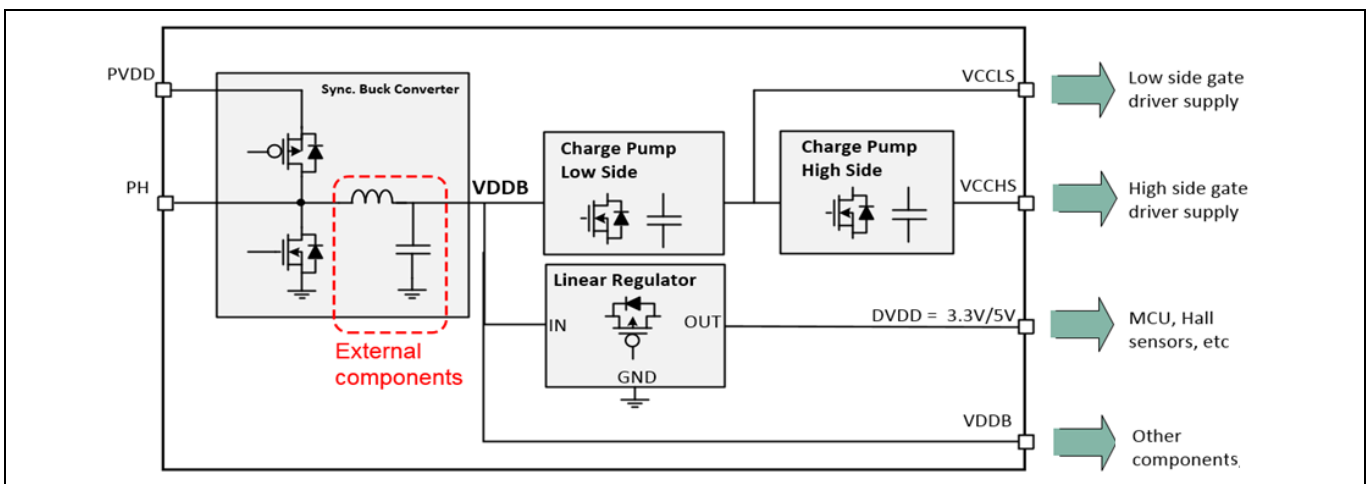 PVDD
Sync. Buck Converter
PH
VDDB
External
components
Charge Pump
Low Side
Charge Pump
High Side
Linear Regulator
IN
OUT
GND
VCCLS
Low side gate
driver supply
VCCHS
High side gate
driver supply
DVDD = 3.3V/5V
MCU, Hall
sensors, etc
VDDB
Other
components